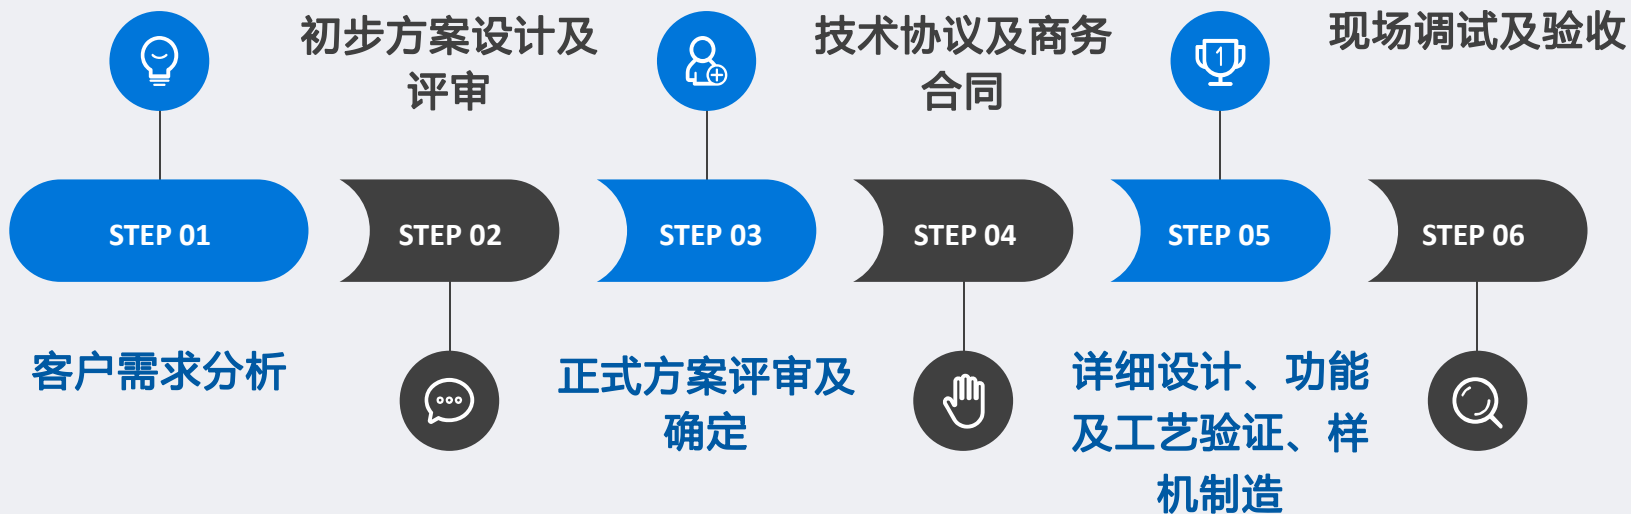 初步方案设计及
评审
技术协议及商务
合同
1
现场调试及验收
STEP 01
STEP 02
STEP 03
STEP 04
STEP 05
STEP 06
客户需求分析
正式方案评审及
确定
详细设计、功能
及工艺验证、样
机制造